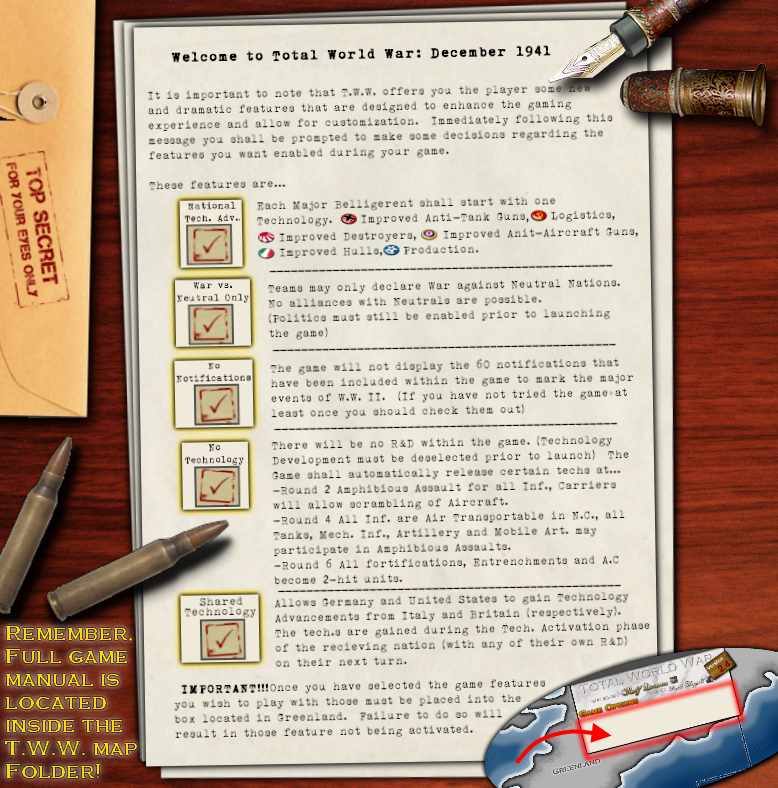 Welcome to Total World War: December 1941
It is important to note that T.W.W. offers you the player some new
and dramatic features that are designed to enhance the gaming
experience and allow for customization. Immediately following this
message you shall be prompted to make some decisions regarding the
features you want enabled during your game.
These features are...
TOP SECRET
FOR YOUR EYES ONLY
National
Tech. Adv.
Each Major Belligerent shall start with one
Technology. Improved Anti-Tank Guns, Logistics,
Improved Destroyers, Improved Anit-Aircraft Guns,
Improved Hulls, Production.
War vs.
Neutral Only
Teams may only declare War against Neutral Nations.
No alliances with Neutrals are possible.
(Politics must still be enabled prior to launching
the game)
No
Notifications
The game will not display the 60 notifications that
have been included within the game to mark the major
events of W.W. II. (If you have not tried the game at
least once you should check them out)
No
Technology
There will be no R&D within the game. (Technology
Development must be deselected prior to launch) The
Game shall automatically release certain techs at...
-Round 2 Amphibious Assault for all Inf., Carriers
will allow scrambling of Aircraft.
-Round 4 All Inf. are Air Transportable in N.C., all
Tanks, Mech. Inf., Artillery and Mobile Art. may
participate in Amphibious Assaults.
-Round 6 All fortifications, Entrenchments and A.C
become 2-hit units.
Shared
Technology
Allows Germany and United States to gain Technology
Advancements from Italy and Britain (respectively).
The tech.s are gained during the Tech. Activation phase
of the recieving nation (with any of their own R&D)
on their next turn.
IMPORTANT!!!Once you have selected the game features
you wish to play with those must be placed into the
box located in Greenland. Failure to do so will
result in those feature not being activated.
Remember,
Full game
manual is
located
inside the
T.W.W. map
Folder!
Total World War
Version
Game Options
Greenland